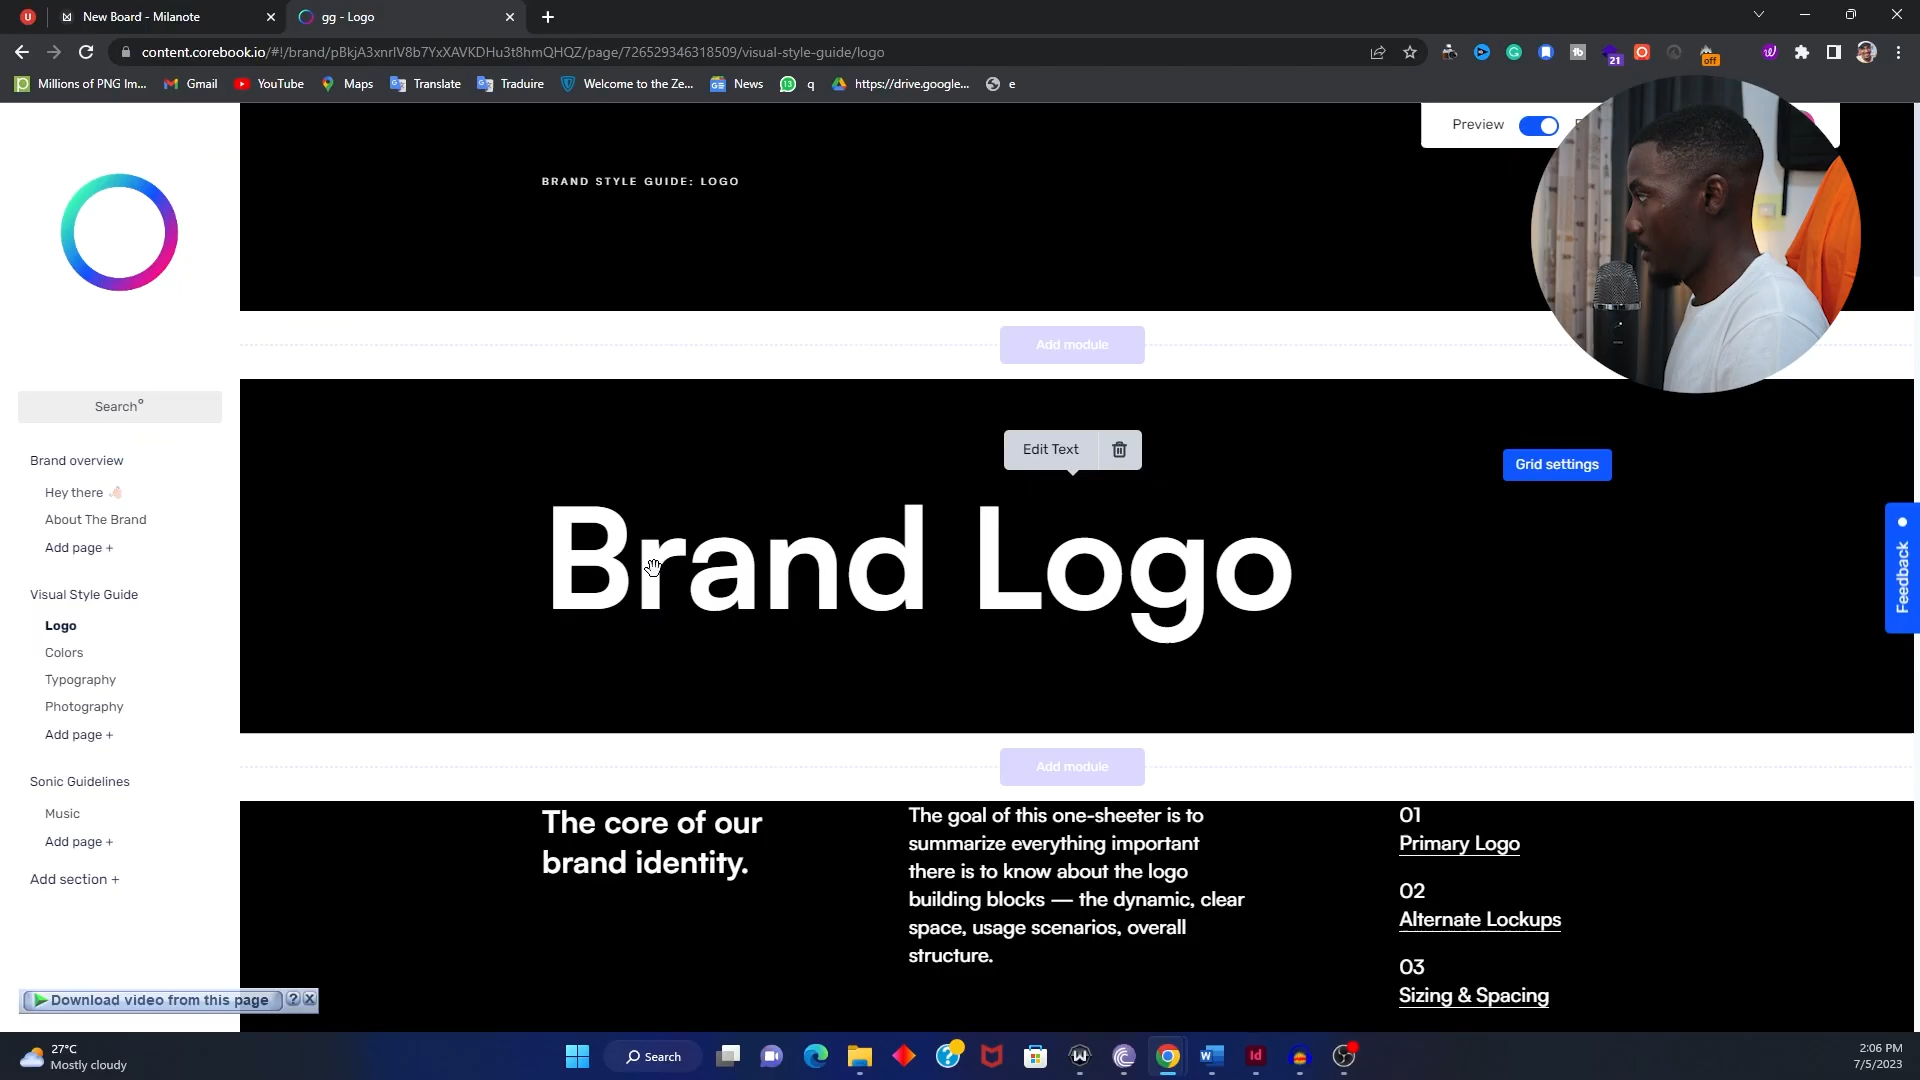 New Board - Milanote
gg - Logo
content.corebook.io/#!/brand/pBkjA3xnrlV8b7YxXAVKDHu3t8hmQHQZ/page/726529346318509/visual-style-guide/logo
21
off
Millions of PNG Im...
Gmail
YouTube
Maps
Translate
Traduire
Welcome to the Ze...
News
13
q
https://drive.google...
e
Preview
BRAND STYLE GUIDE: LOGO
Add module
Search
Edit Text
Grid settings
Brand Logo
Brand overview
Hey there
About The Brand
Add page +
Visual Style Guide
Logo
Colors
Typography
Photography
Add page +
Sonic Guidelines
Music
Add page +
Add section +
Feedback
Add module
The core of our
brand identity.
The goal of this one-sheeter is to
summarize everything important
there is to know about the logo
building blocks — the dynamic, clear
space, usage scenarios, overall
structure.
01
Primary Logo
02
Alternate Lockups
03
Sizing & Spacing
Download video from this page
?
27°C
Mostly cloudy
Search
Id
2:06 PM
7/5/2023